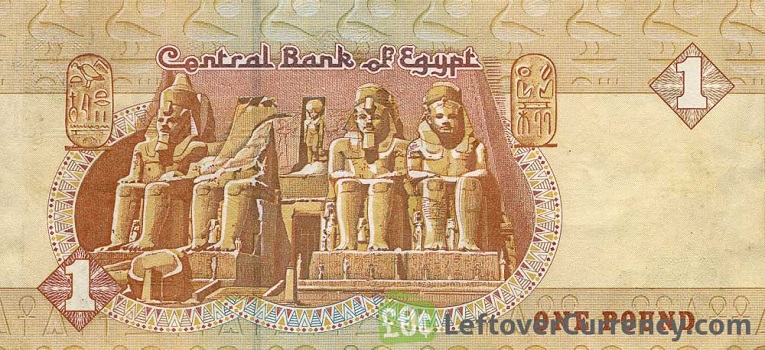 Central Bank of Egypt
1
1
ONE POUND
LeftoverCurrency.com